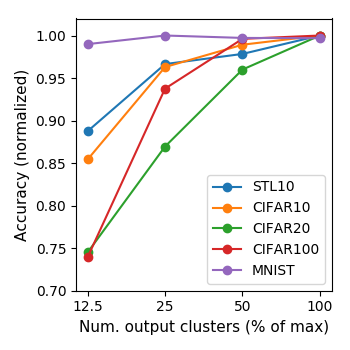 1.00
0.95
0.90
0.85
0.80
0.75
0.70
Accuracy (normalized)
STL10
CIFAR10
CIFAR20
CIFAR100
MNIST
12.5 25 50 100
Num. output clusters (% of max)